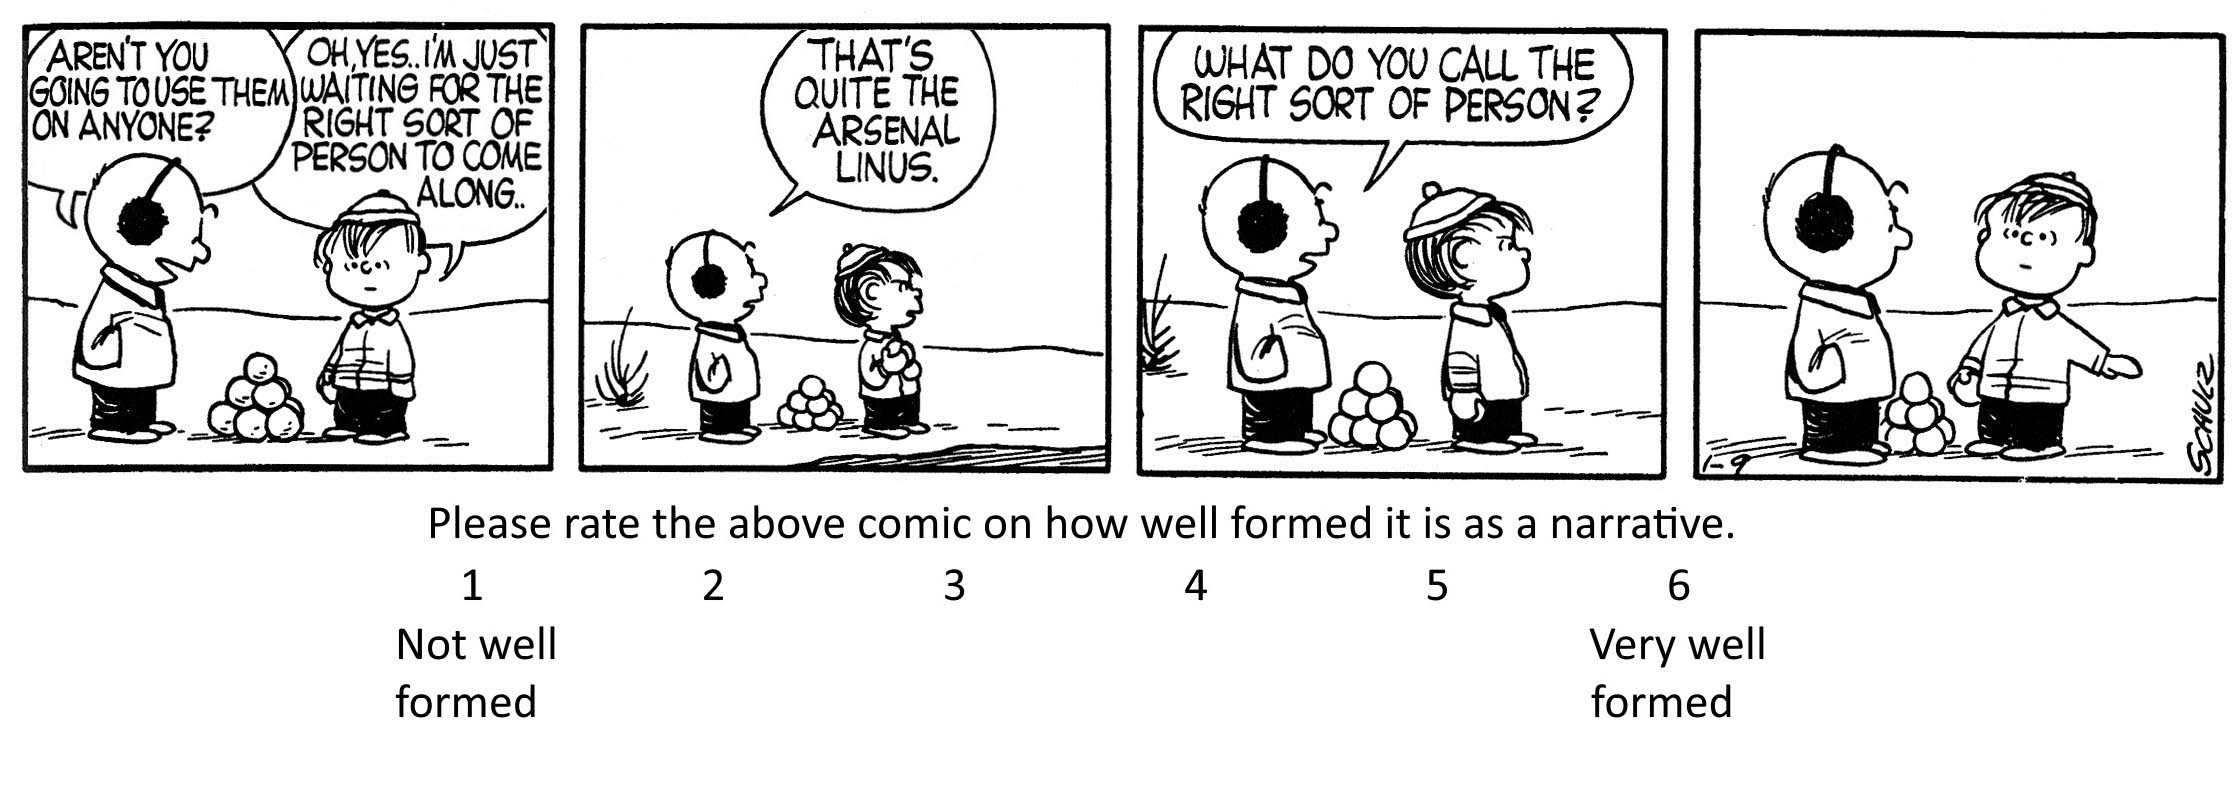 AREN'T YOU
GOING TO USE THEM
ON ANYONE?
OH, YES.. I'M JUST
WAITING FOR THE
RIGHT SORT OF
PERSON TO COME
ALONG..
THAT'S
QUITE THE
ARSENAL
LINUS.
WHAT DO YOU CALL THE
RIGHT SORT OF PERSON?
1-9
SCHULZ
Please rate the above comic on how well formed it is as a narrative.
1 2 3 4 5 6
Not well
formed
Very well
formed